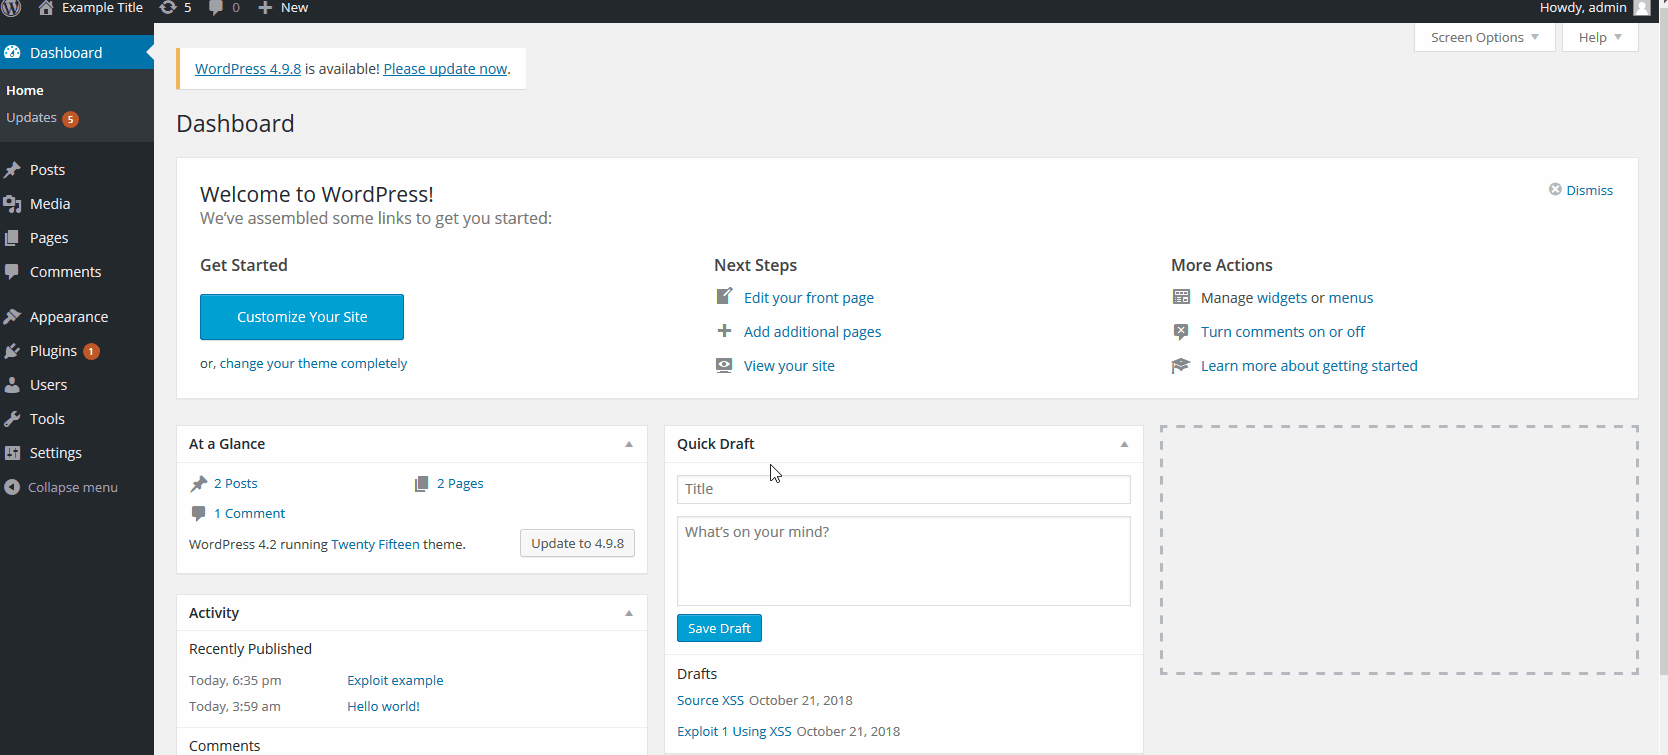 Example Title 5 0 New Howdy, admin
Dashboard
Home
Updates 5
Posts
Media
Pages
Comments
Appearance
Plugins 1
Users
Tools
Settings
Collapse menu
Screen Options Help
WordPress 4.9.8 is available! Please update now.
Dashboard
Welcome to WordPress!
We've assembled some links to get you started:
Dismiss
Get Started
Customize Your Site
or, change your theme completely
Next Steps
Edit your front page
Add additional pages
View your site
More Actions
Manage widgets or menus
Turn comments on or off
Learn more about getting started
At a Glance
2 Posts 2 Pages
1 Comment
WordPress 4.2 running Twenty Fifteen theme. Update to 4.9.8
Activity
Recently Published
Today, 6:35 pm Exploit example
Today, 3:59 am Hello world!
Comments
Quick Draft
Title
What's on your mind?
Save Draft
Drafts
Source XSS October 21, 2018
Exploit 1 Using XSS October 21, 2018